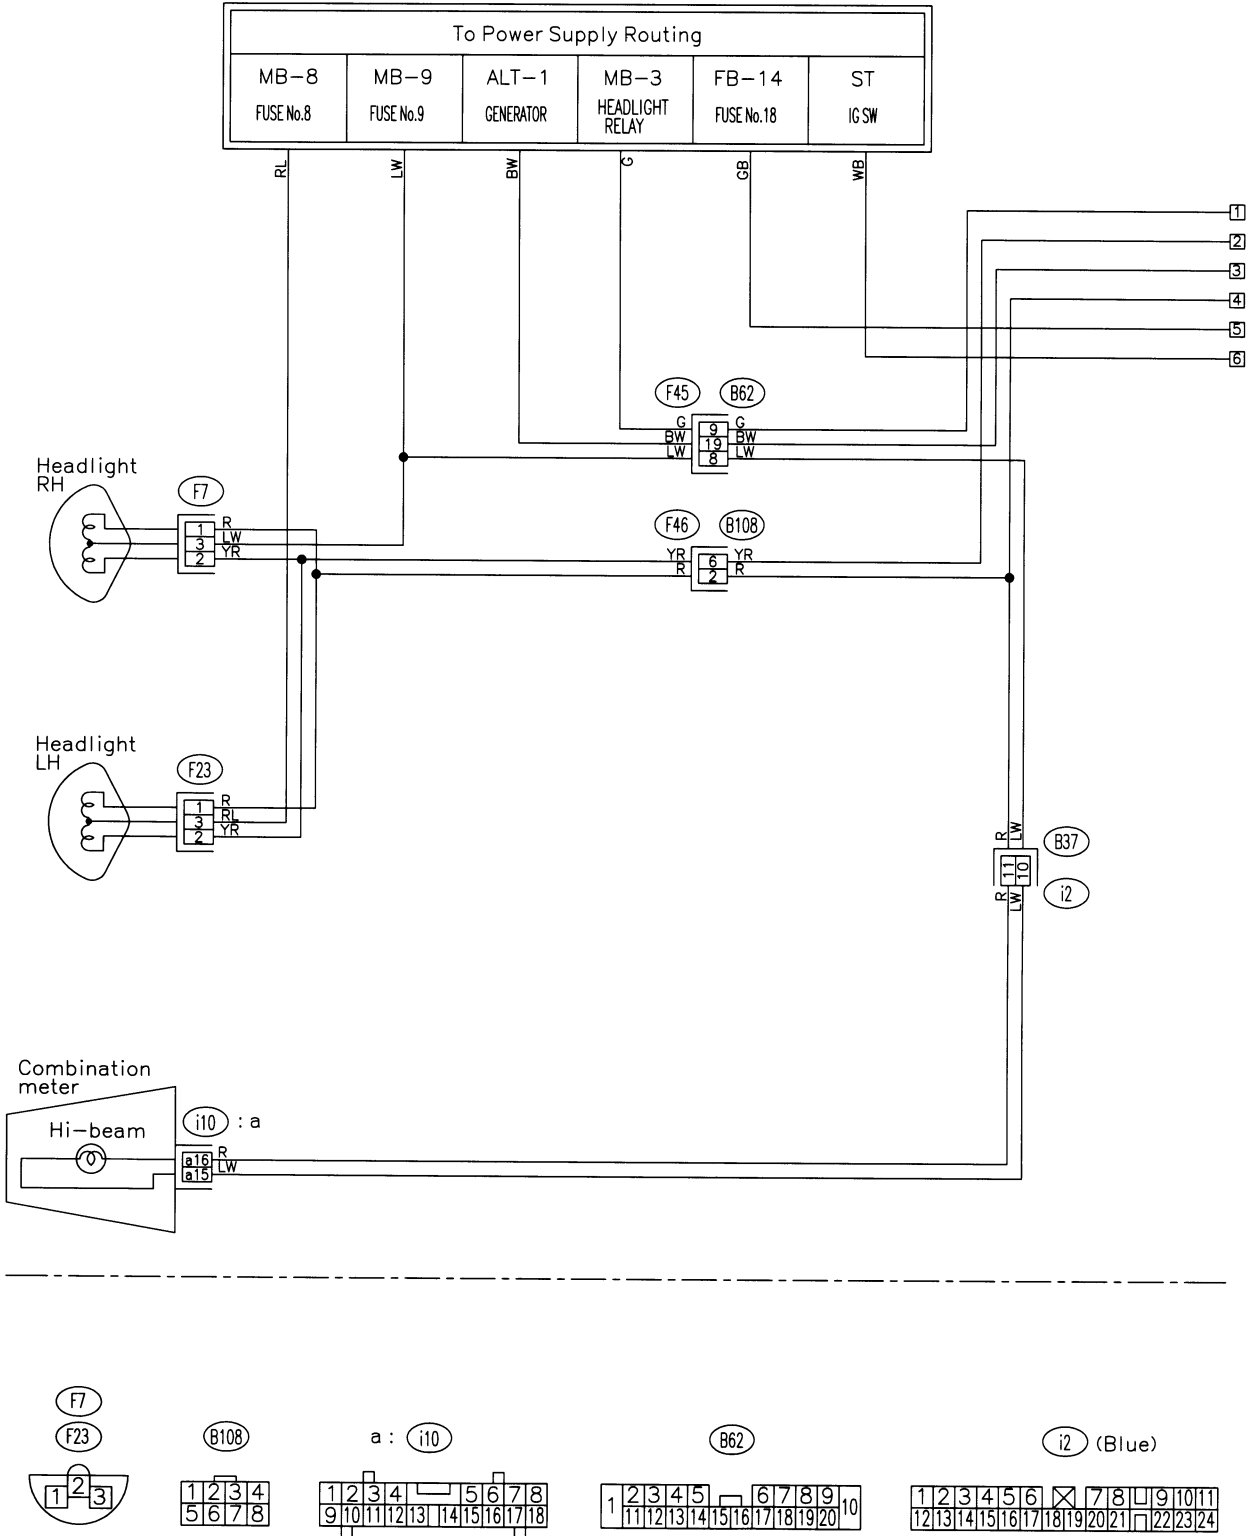 To Power Supply Routing
MB-8 MB-9 ALT-1 MB-3 FB-14 ST
FUSE No.8 FUSE No.9 GENERATOR HEADLIGHT RELAY FUSE No.18 IG SW
RL LW BW G GB WB
1
2
3
4
5
6
F45 B62
G 9 G
BW 19 BW
LW 8 LW
Headlight
RH
F7
1 R
3 LW
2 YR
F46 B108
YR 6 YR
R 2 R
Headlight
LH
F23
1 R
3 RL
2 YR
R LW
B37
11 10
i2
R LW
Combination
meter
i10 : a
Hi-beam
a16 R
a15 LW
F7
F23
1 2 3
B108
1 2 3 4
5 6 7 8
a : i10
1 2 3 4 5 6 7 8
9 10 11 12 13 14 15 16 17 18
B62
1 2 3 4 5 6 7 8 9 10
11 12 13 14 15 16 17 18 19 20
i2 (Blue)
1 2 3 4 5 6 7 8 9 10 11
12 13 14 15 16 17 18 19 20 21 22 23 24